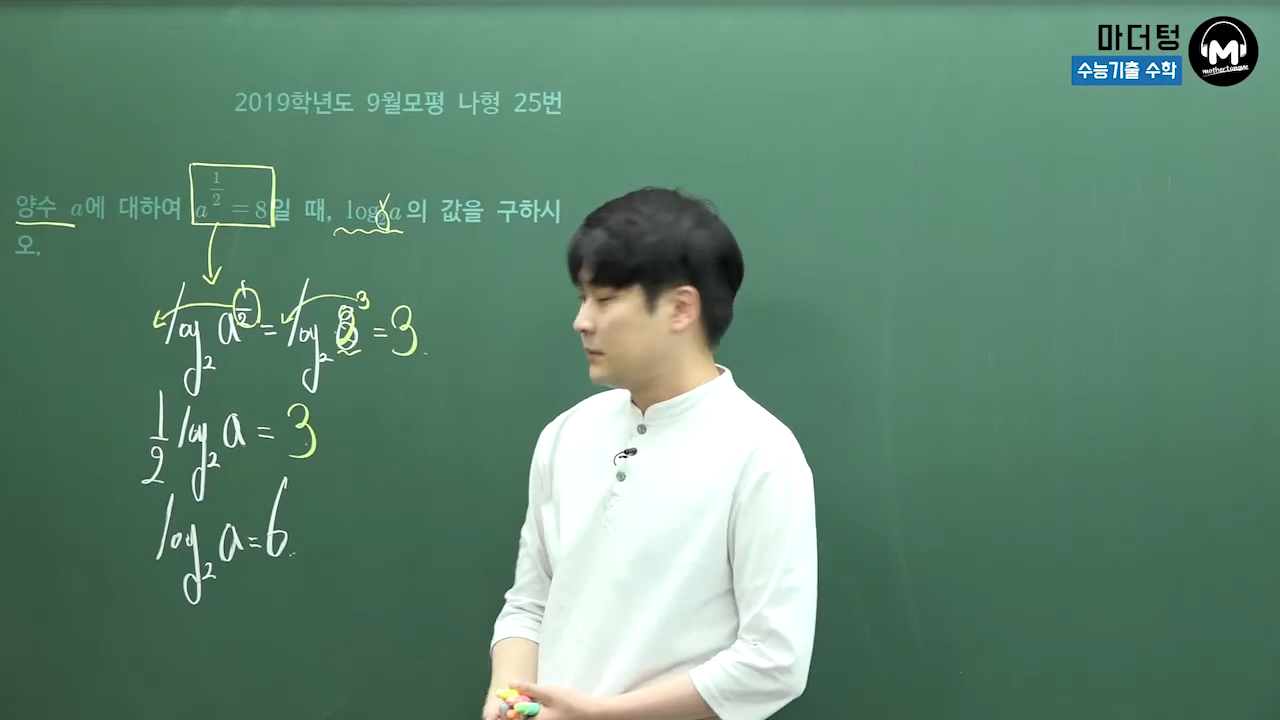 마더텅
수능기출 수학
M
mothertongue
2019학년도 9월모평 나형 25번
양수 a에 대하여 a^{1/2} = 8일 때, log₂a의 값을 구하시
오.
log₂ a^{1/2} = log₂ 2³ = 3.
1/2 log₂ a = 3
log₂ a = 6.